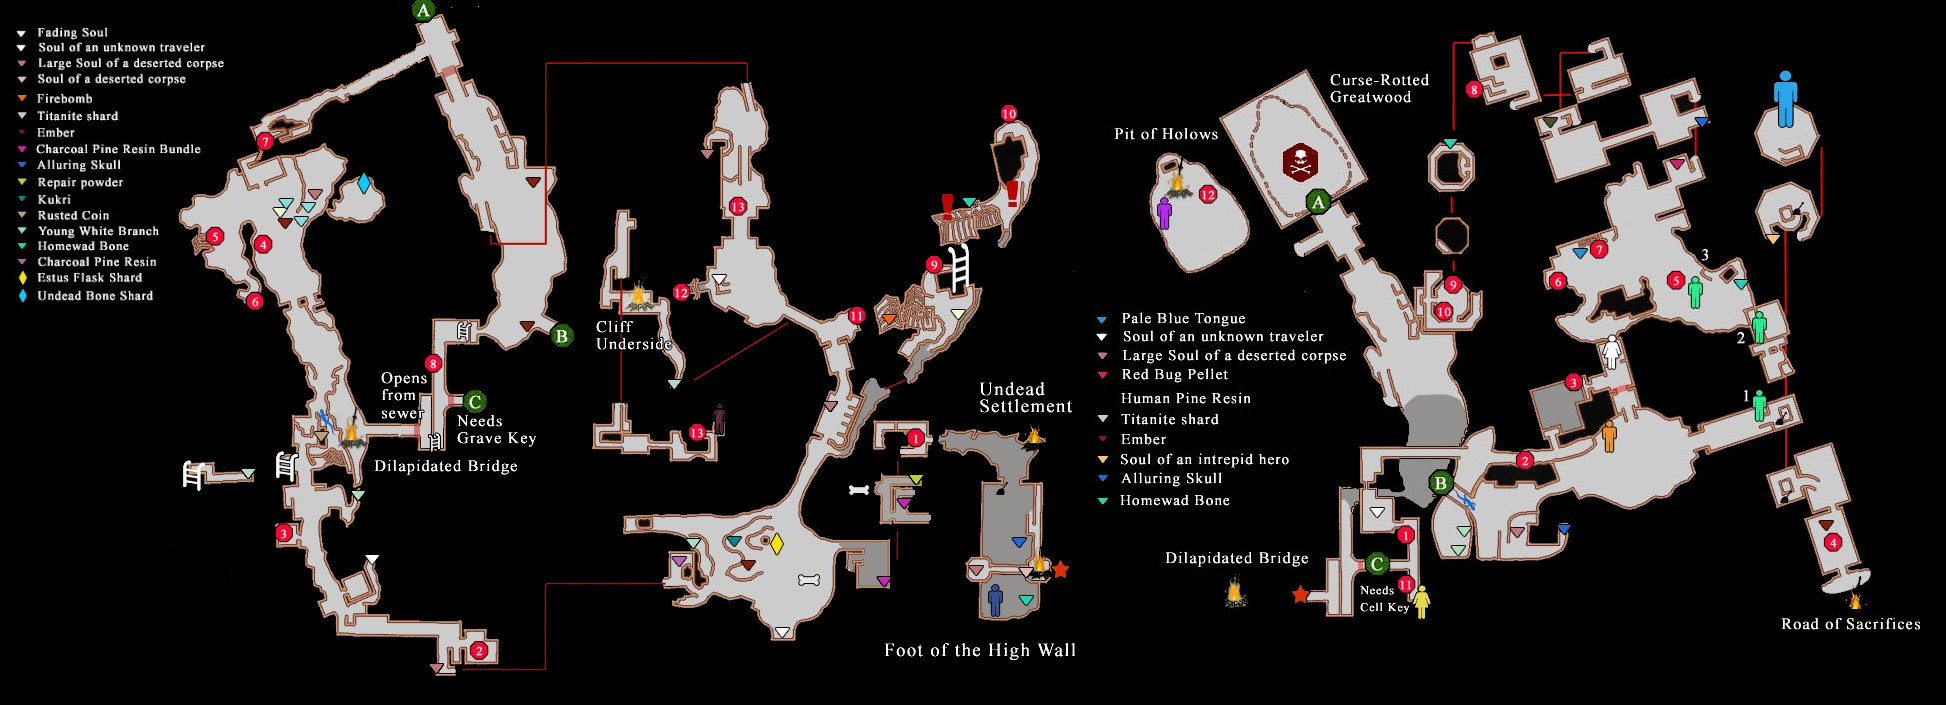 A
Fading Soul
Soul of an unknown traveler
Large Soul of a deserted corpse
Soul of a deserted corpse
Firebomb
Titanite shard
Ember
Charcoal Pine Resin Bundle
Alluring Skull
Repair powder
Kukri
Rusted Coin
Young White Branch
Homewad Bone
Charcoal Pine Resin
Estus Flask Shard
Undead Bone Shard
7
5
4
6
B
8
Opens
from
sewer
C
Needs
Grave Key
Dilapidated Bridge
3
2
10
13
9
12
11
Cliff
Underside
13
1
Undead
Settlement
Foot of the High Wall
Pit of Holows
12
Curse-Rotted
Greatwood
A
8
7
3
6
5
9
10
2
Pale Blue Tongue
Soul of an unknown traveler
Large Soul of a deserted corpse
Red Bug Pellet
Human Pine Resin
Titanite shard
Ember
Soul of an intrepid hero
Alluring Skull
Homewad Bone
3
1
2
B
1
4
Dilapidated Bridge
C
Needs
Cell Key
11
Road of Sacrifices